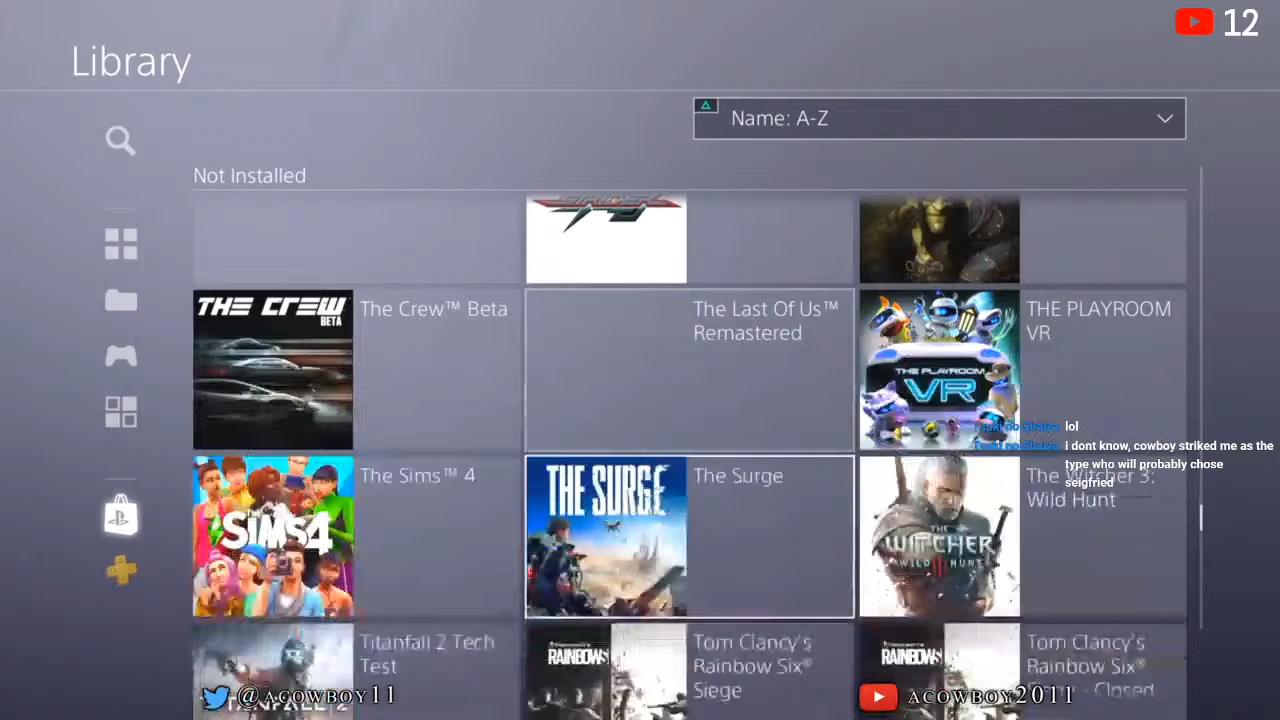 12
Library
Name: A-Z
Not Installed
THE CREW
BETA
The Crew™ Beta
The Last Of Us™
Remastered
THE PLAYROOM
VR
THE PLAYROOM
VR
lol
i dont know, cowboy striked me as the
type who will probably chose
seigfried
THE SIMS 4
The Sims™ 4
THE SURGE
The Surge
THE
WITCHER
WILD HUNT
The Witcher 3:
Wild Hunt
Titanfall 2 Tech
Test
RAINBOW
Tom Clancy's
Rainbow Six®
Siege
RAINBOW
Tom Clancy's
Rainbow Six®
- Closed
@ACOWBOY11
ACOWBOY2011